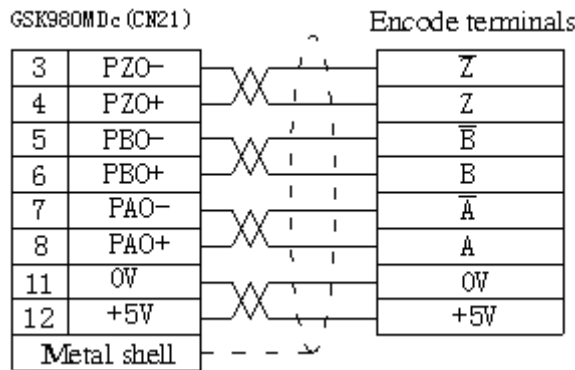 GSK980MDc(CN21) Encode terminals
3 PZO- Z̅
4 PZO+ Z
5 PBO- B̅
6 PBO+ B
7 PAO- A̅
8 PAO+ A
11 0V 0V
12 +5V +5V
Metal shell